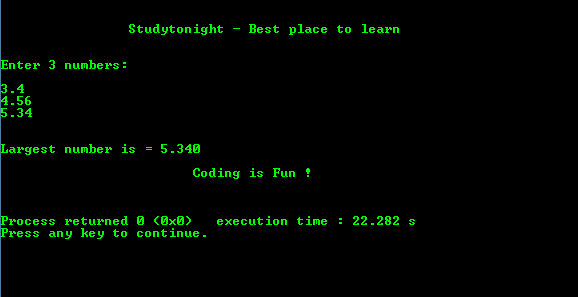 Studytonight - Best place to learn
Enter 3 numbers:
3.4
4.56
5.34
Largest number is = 5.340
Coding is Fun !
Process returned 0 (0x0)   execution time : 22.282 s
Press any key to continue.